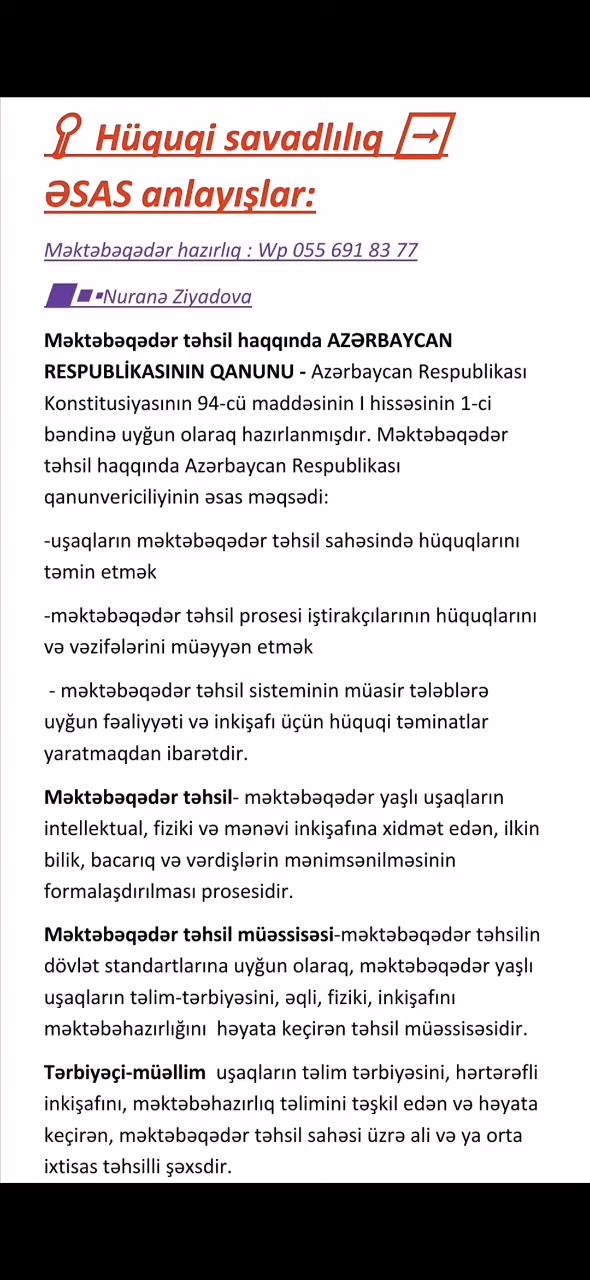 Hüquqi savadlılıq
ƏSAS anlayışlar:
Məktəbəqədər hazırlıq : Wp 055 691 83 77
Nuranə Ziyadova
Məktəbəqədər təhsil haqqında AZƏRBAYCAN
RESPUBLİKASININ QANUNU - Azərbaycan Respublikası
Konstitusiyasının 94-cü maddəsinin I hissəsinin 1-ci
bəndinə uyğun olaraq hazırlanmışdır. Məktəbəqədər
təhsil haqqında Azərbaycan Respublikası
qanunvericiliyinin əsas məqsədi:
-uşaqların məktəbəqədər təhsil sahəsində hüquqlarını
təmin etmək
-məktəbəqədər təhsil prosesi iştirakçılarının hüquqlarını
və vəzifələrini müəyyən etmək
- məktəbəqədər təhsil sisteminin müasir tələblərə
uyğun fəaliyyəti və inkişafı üçün hüquqi təminatlar
yaratmaqdan ibarətdir.
Məktəbəqədər təhsil- məktəbəqədər yaşlı uşaqların
intellektual, fiziki və mənəvi inkişafına xidmət edən, ilkin
bilik, bacarıq və vərdişlərin mənimsənilməsinin
formalaşdırılması prosesidir.
Məktəbəqədər təhsil müəssisəsi-məktəbəqədər təhsilin
dövlət standartlarına uyğun olaraq, məktəbəqədər yaşlı
uşaqların təlim-tərbiyəsini, əqli, fiziki, inkişafını
məktəbəhazırlığını həyata keçirən təhsil müəssisəsidir.
Tərbiyəçi-müəllim uşaqların təlim tərbiyəsini, hərtərəfli
inkişafını, məktəbəhazırlıq təlimini təşkil edən və həyata
keçirən, məktəbəqədər təhsil sahəsi üzrə ali və ya orta
ixtisas təhsilli şəxsdir.